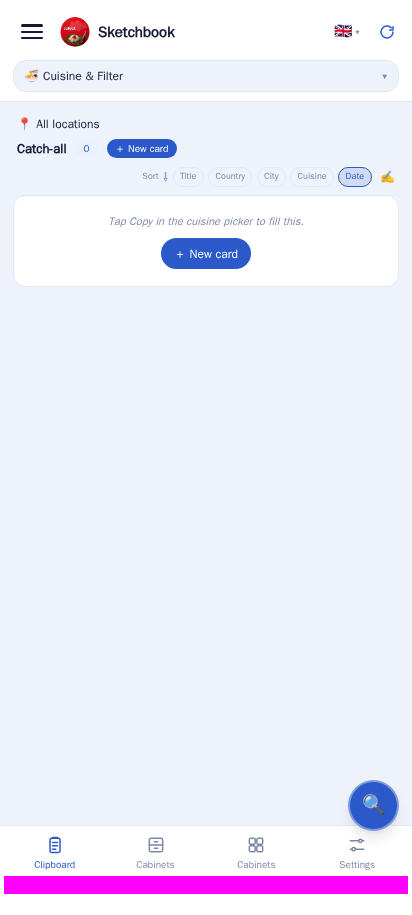 Sketchbook
🇬🇧 ▾
🍜 Cuisine & Filter ▾
📍 All locations
Catch-all 0 + New card
Sort Title Country City Cuisine Date ✍️
Tap Copy in the cuisine picker to fill this.
+ New card
Clipboard Cabinets Cabinets Settings